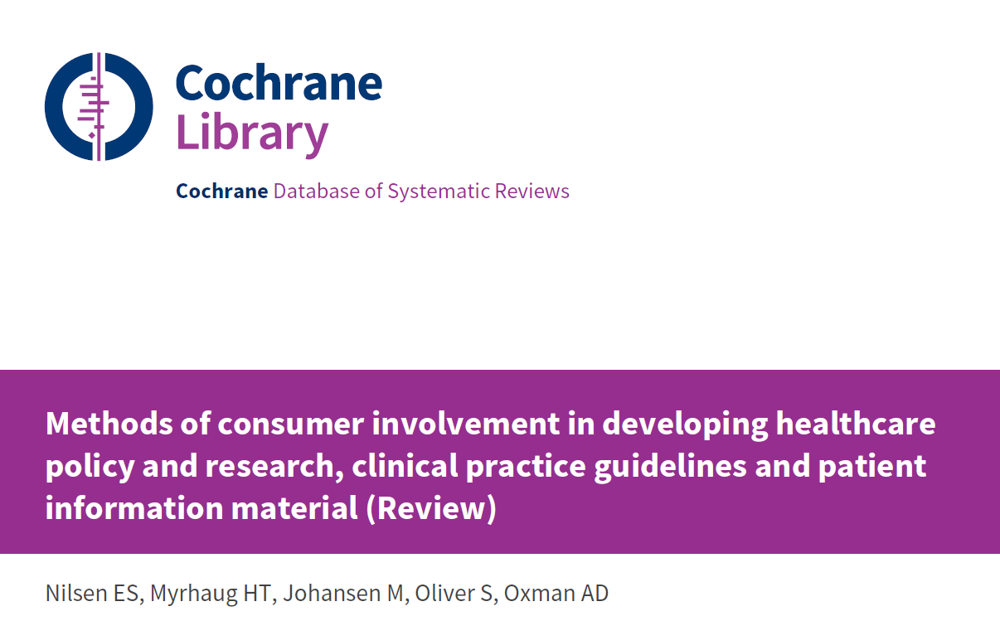 Cochrane
Library
Cochrane Database of Systematic Reviews
Methods of consumer involvement in developing healthcare
policy and research, clinical practice guidelines and patient
information material (Review)
Nilsen ES, Myrhaug HT, Johansen M, Oliver S, Oxman AD